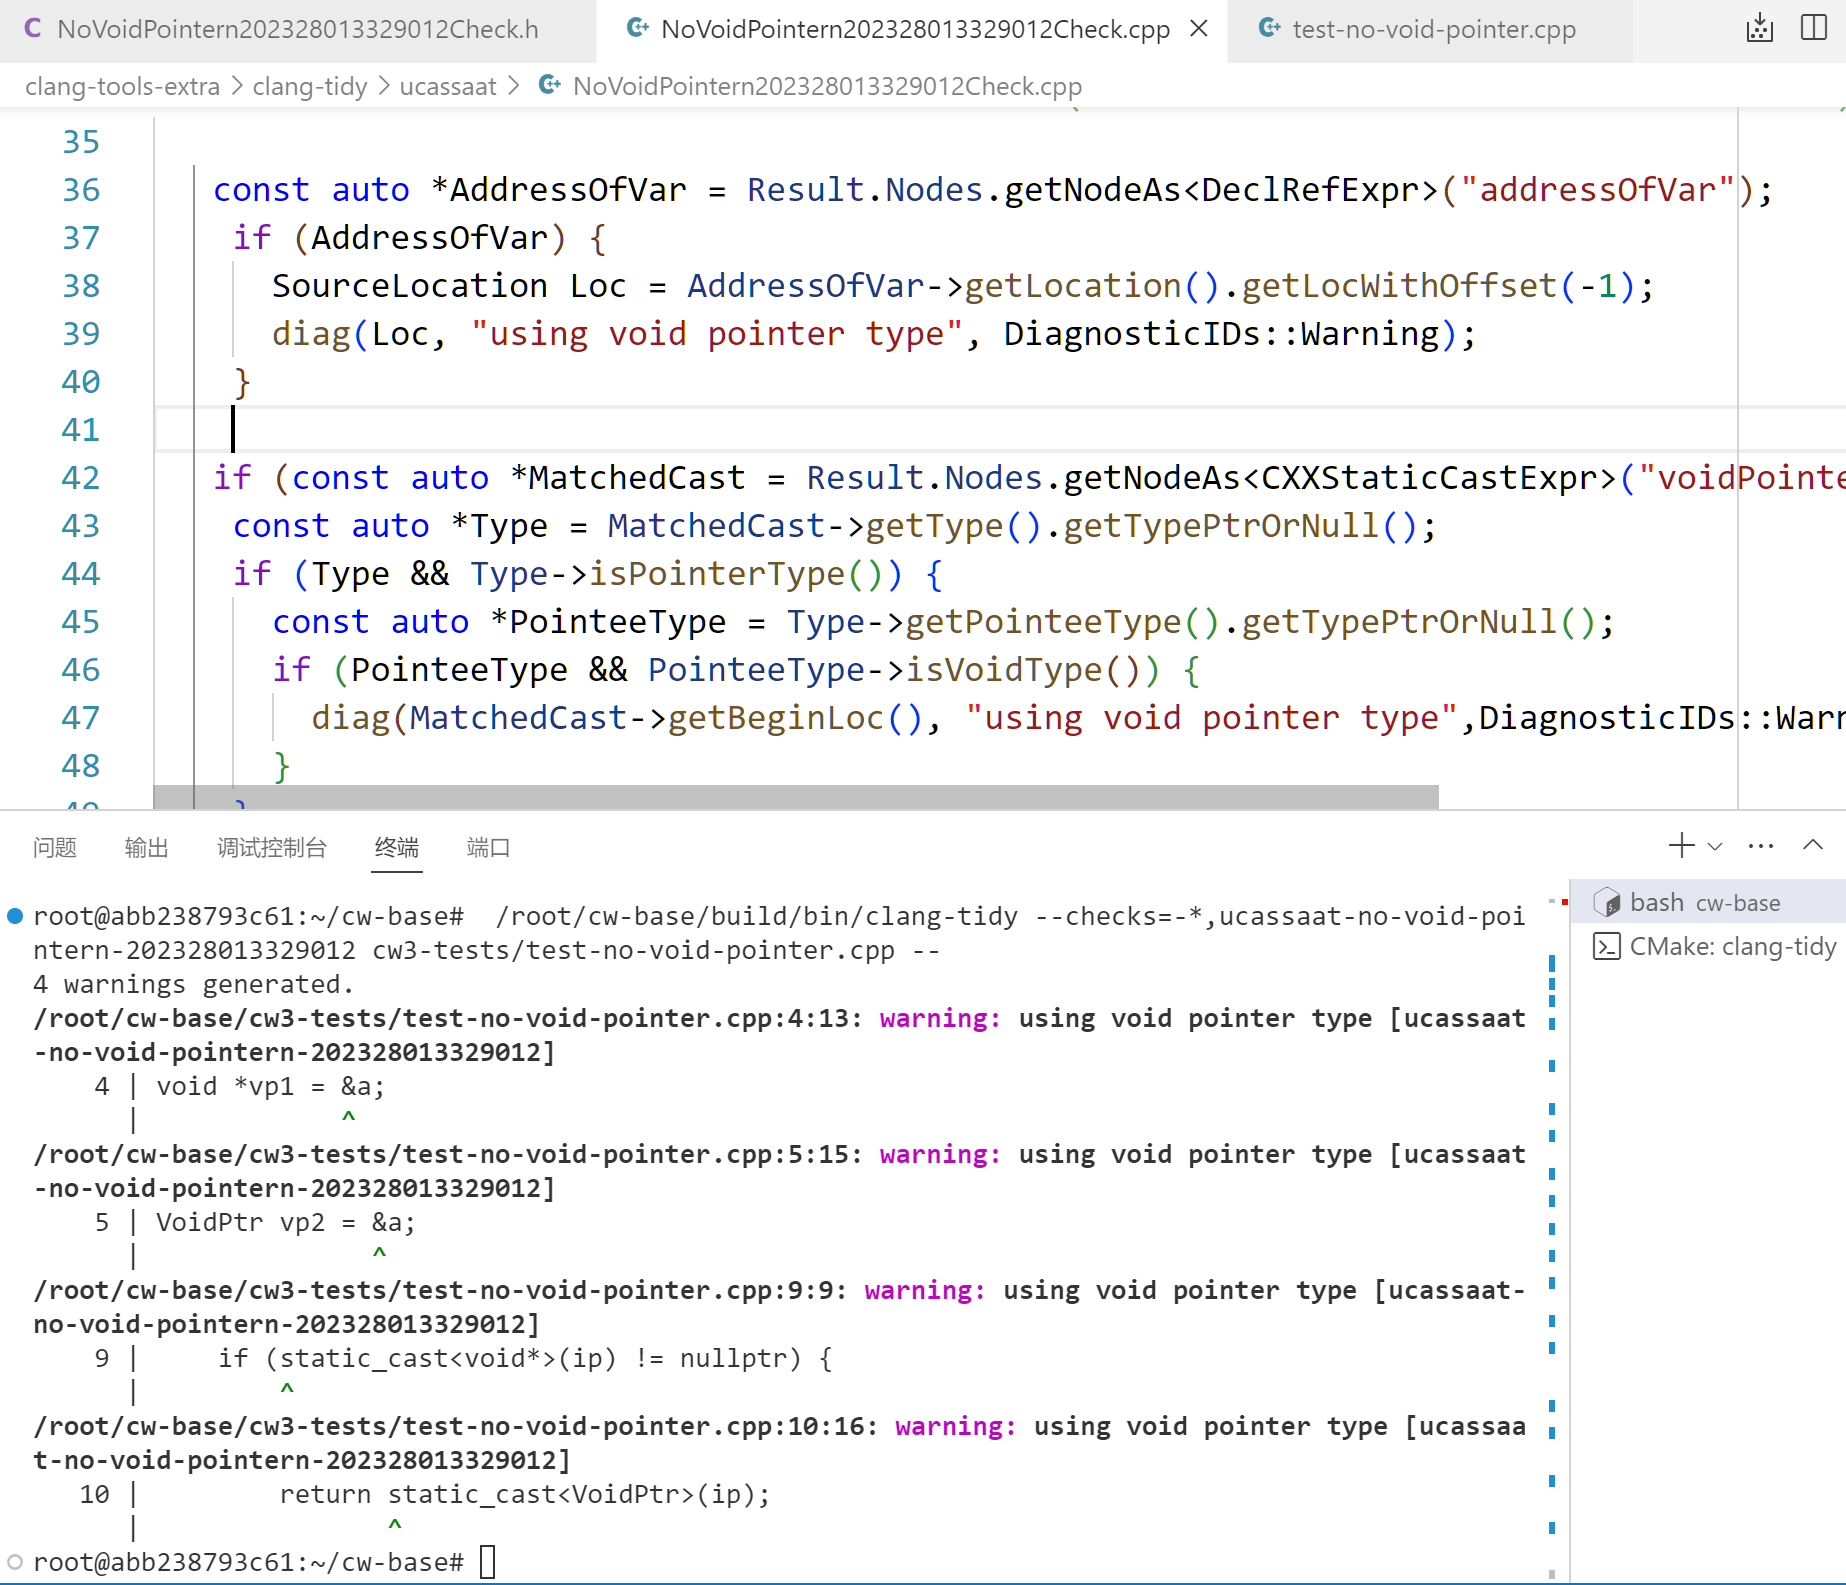 NoVoidPointern202328013329012Check.h
NoVoidPointern202328013329012Check.cpp
test-no-void-pointer.cpp
clang-tools-extra > clang-tidy > ucassaat > NoVoidPointern202328013329012Check.cpp
35
36 const auto *AddressOfVar = Result.Nodes.getNodeAs<DeclRefExpr>("addressOfVar");
37 if (AddressOfVar) {
38 SourceLocation Loc = AddressOfVar->getLocation().getLocWithOffset(-1);
39 diag(Loc, "using void pointer type", DiagnosticIDs::Warning);
40 }
41
42 if (const auto *MatchedCast = Result.Nodes.getNodeAs<CXXStaticCastExpr>("voidPointe
43 const auto *Type = MatchedCast->getType().getTypePtrOrNull();
44 if (Type && Type->isPointerType()) {
45 const auto *PointeeType = Type->getPointeeType().getTypePtrOrNull();
46 if (PointeeType && PointeeType->isVoidType()) {
47 diag(MatchedCast->getBeginLoc(), "using void pointer type",DiagnosticIDs::Warn
48 }
49 }
问题 输出 调试控制台 终端 端口
bash cw-base
CMake: clang-tidy
root@abb238793c61:~/cw-base#  /root/cw-base/build/bin/clang-tidy --checks=-*,ucassaat-no-void-poi
ntern-202328013329012 cw3-tests/test-no-void-pointer.cpp --
4 warnings generated.
/root/cw-base/cw3-tests/test-no-void-pointer.cpp:4:13: warning: using void pointer type [ucassaat
-no-void-pointern-202328013329012]
4 | void *vp1 = &a;
| ^
/root/cw-base/cw3-tests/test-no-void-pointer.cpp:5:15: warning: using void pointer type [ucassaat
-no-void-pointern-202328013329012]
5 | VoidPtr vp2 = &a;
| ^
/root/cw-base/cw3-tests/test-no-void-pointer.cpp:9:9: warning: using void pointer type [ucassaat-
no-void-pointern-202328013329012]
9 | if (static_cast<void*>(ip) != nullptr) {
| ^
/root/cw-base/cw3-tests/test-no-void-pointer.cpp:10:16: warning: using void pointer type [ucassaa
t-no-void-pointern-202328013329012]
10 | return static_cast<VoidPtr>(ip);
| ^
root@abb238793c61:~/cw-base#